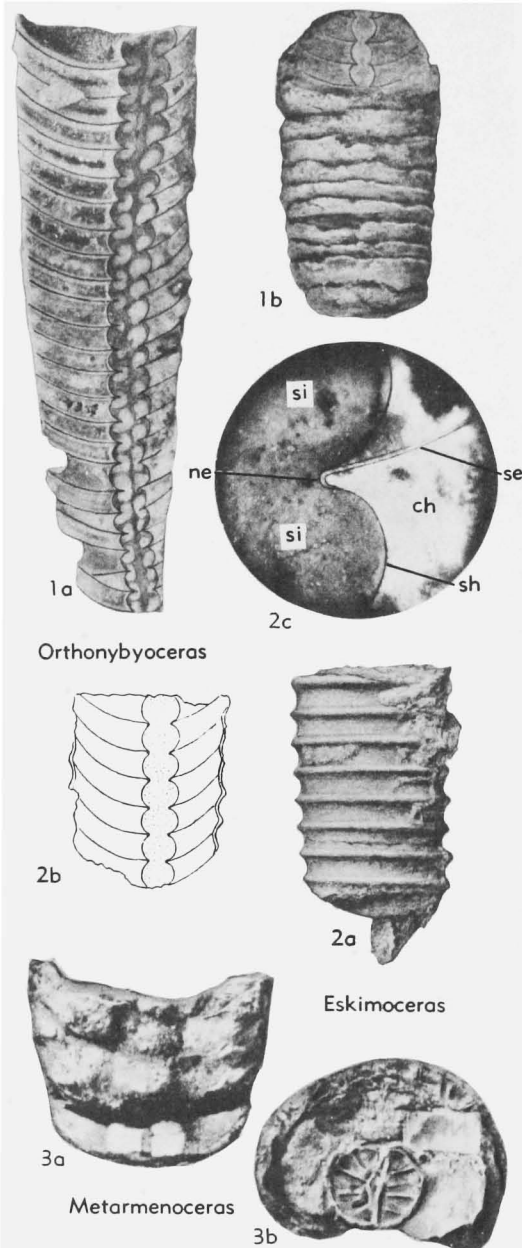 1a
1b
si
ne
se
ch
si
sh
2c
Orthonybyoceras
2b
2a
Eskimoceras
3a
Metarmenoceras
3b